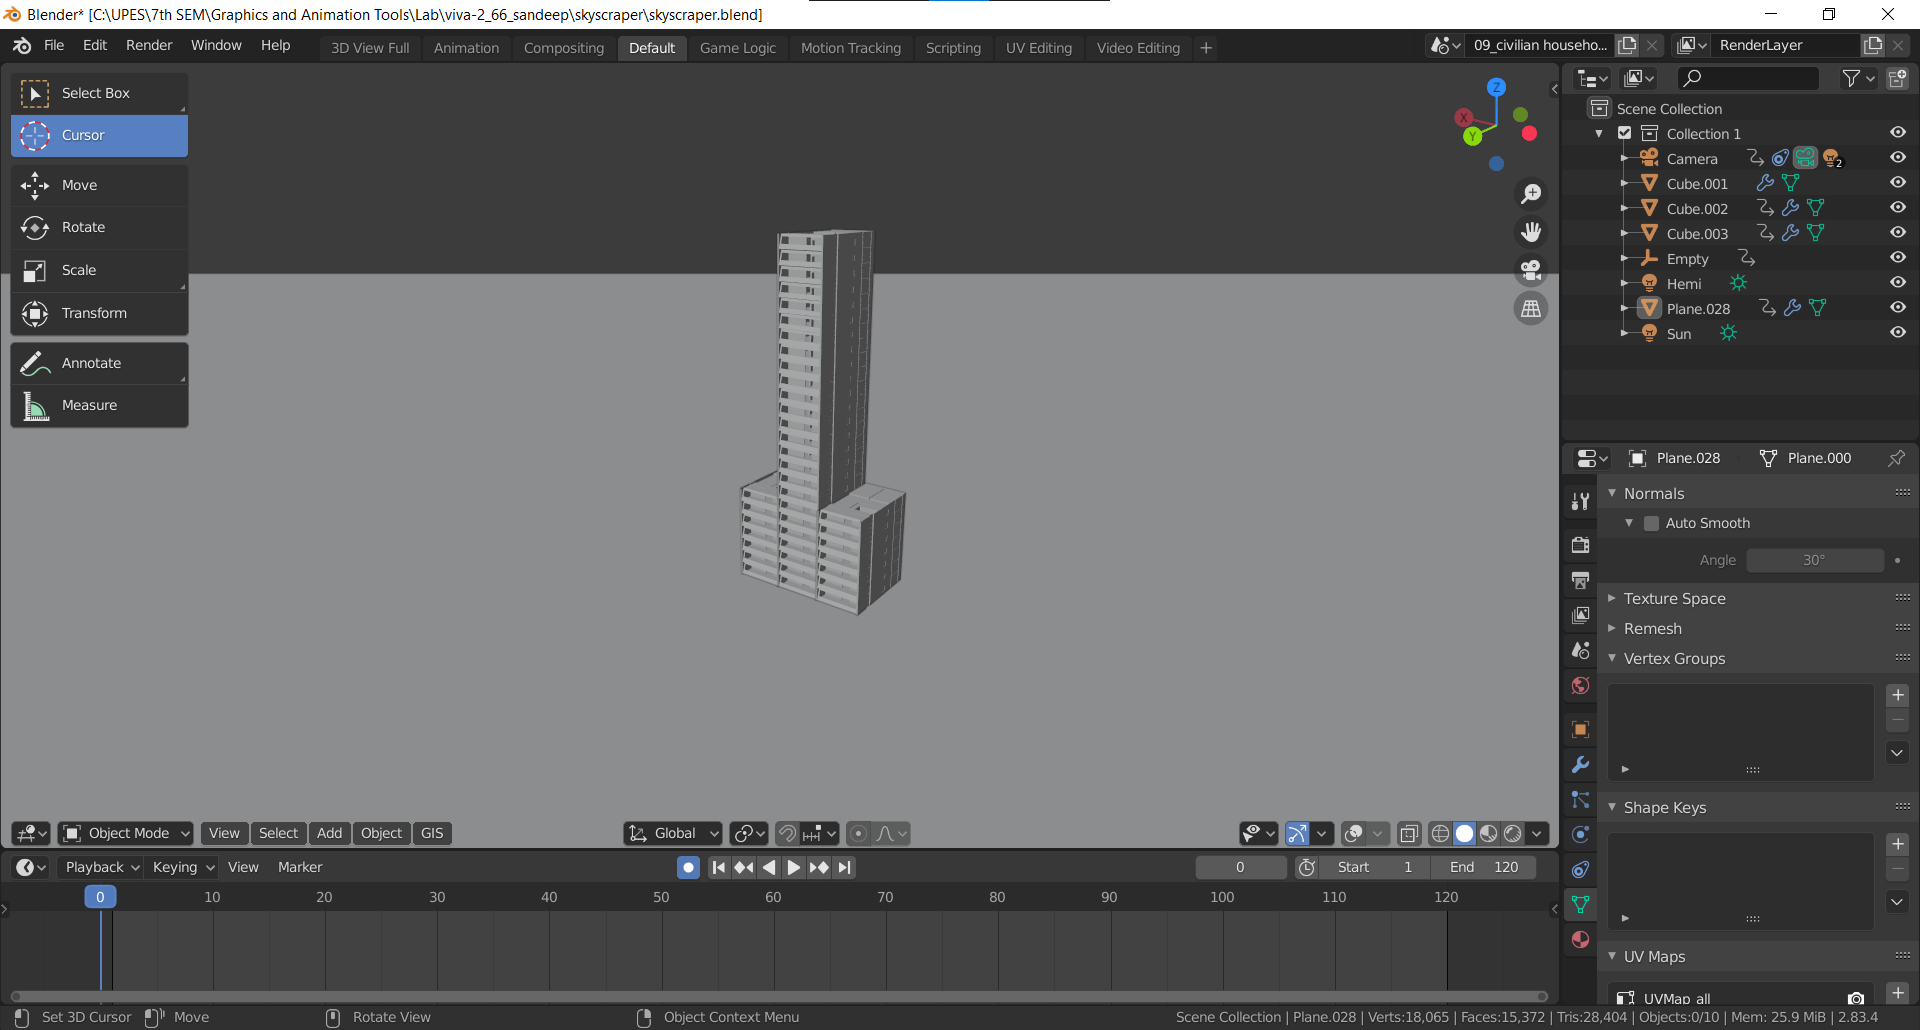 Blender* [C:\UPES\7th SEM\Graphics and Animation Tools\Lab\viva-2_66_sandeep\skyscraper\skyscraper.blend]
File Edit Render Window Help 3D View Full Animation Compositing Default Game Logic Motion Tracking Scripting UV Editing Video Editing + 09_civilian househo... RenderLayer
Select Box
Cursor
Move
Rotate
Scale
Transform
Annotate
Measure
Z
X
Y
Scene Collection
Collection 1
Camera 2
Cube.001
Cube.002
Cube.003
Empty
Hemi
Plane.028
Sun
Plane.028 Plane.000
Normals
Auto Smooth
Angle 30°
Texture Space
Remesh
Vertex Groups
Shape Keys
UV Maps
UVMap_all
Object Mode View Select Add Object GIS Global
Playback Keying View Marker 0 Start 1 End 120
0 10 20 30 40 50 60 70 80 90 100 110 120
Set 3D Cursor Move Rotate View Object Context Menu Scene Collection | Plane.028 | Verts:18,065 | Faces:15,372 | Tris:28,404 | Objects:0/10 | Mem: 25.9 MiB | 2.83.4